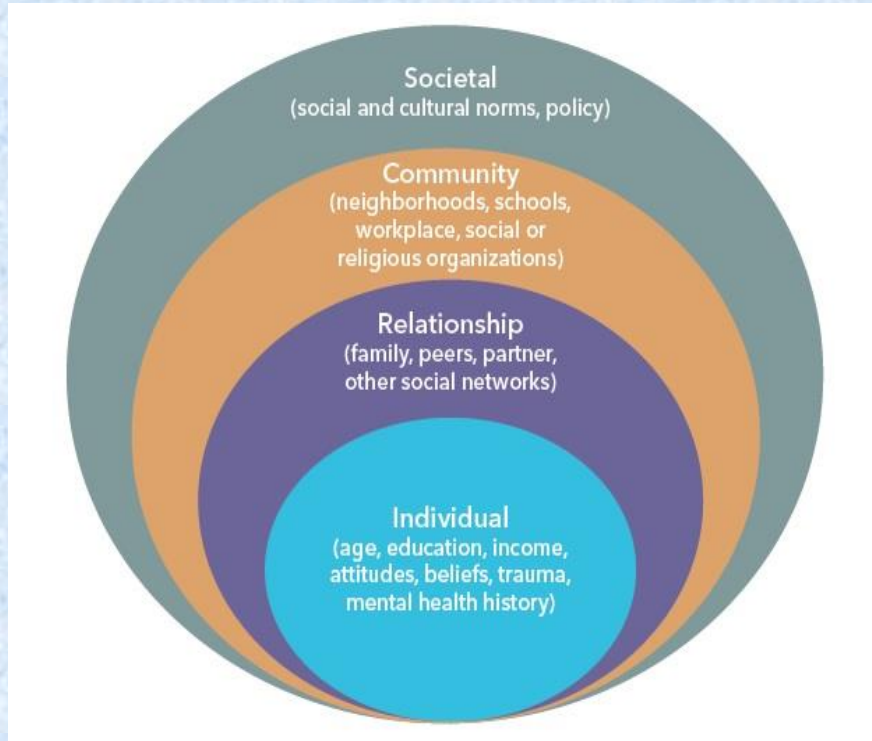 Societal
(social and cultural norms, policy)
Community
(neighborhoods, schools,
workplace, social or
religious organizations)
Relationship
(family, peers, partner,
other social networks)
Individual
(age, education, income,
attitudes, beliefs, trauma,
mental health history)